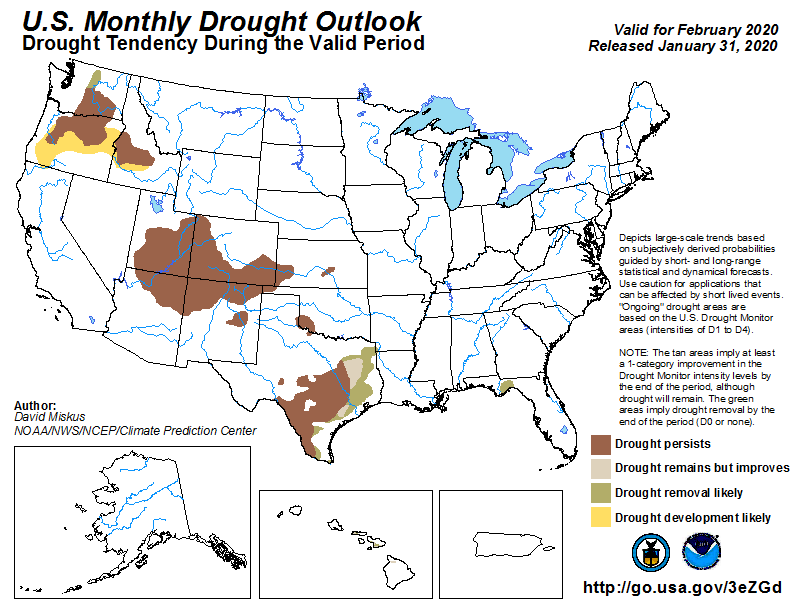 U.S. Monthly Drought Outlook
Drought Tendency During the Valid Period
Valid for February 2020
Released January 31, 2020
Depicts large-scale trends based
on subjectively derived probabilities
guided by short- and long-range
statistical and dynamical forecasts.
Use caution for applications that
can be affected by short lived events.
"Ongoing" drought areas are
based on the U.S. Drought Monitor
areas (intensities of D1 to D4).
NOTE: The tan areas imply at least
a 1-category improvement in the
Drought Monitor intensity levels by
the end of the period, although
drought will remain. The green
areas imply drought removal by the
end of the period (D0 or none).
Author:
David Miskus
NOAA/NWS/NCEP/Climate Prediction Center
Drought persists
Drought remains but improves
Drought removal likely
Drought development likely
http://go.usa.gov/3eZGd